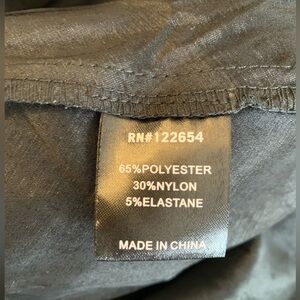 RN#122654
65%POLYESTER
30%NYLON
5%ELASTANE
MADE IN CHINA